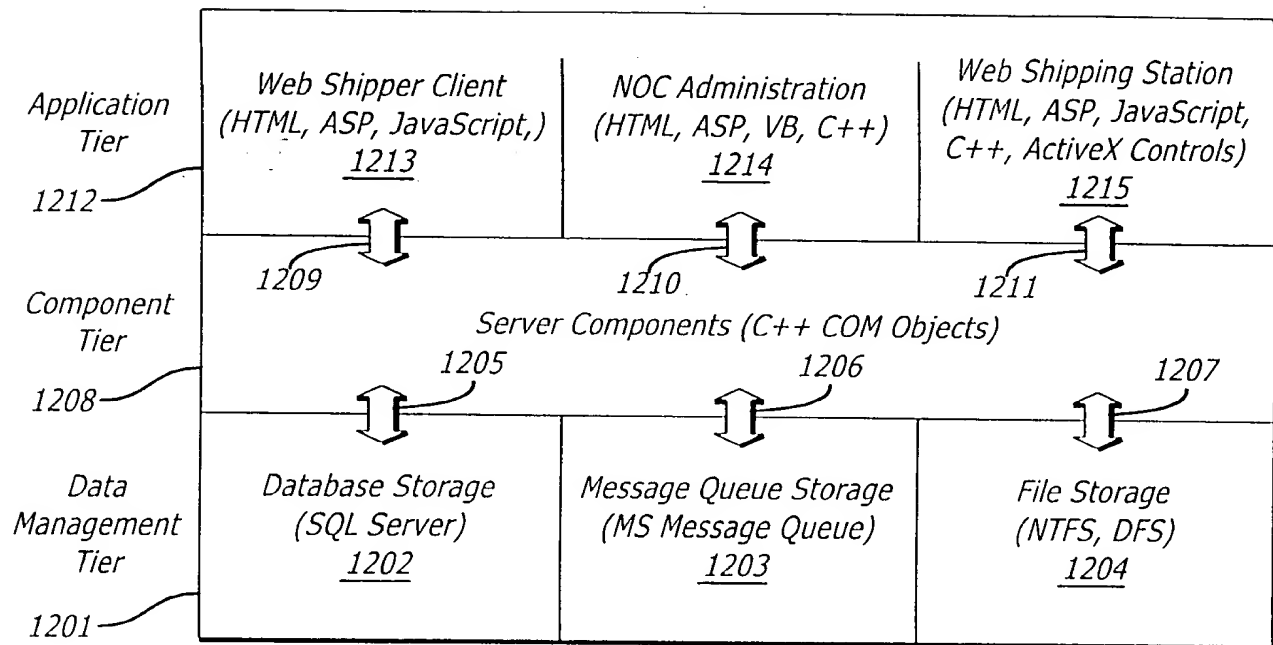 Application
Tier
1212
Web Shipper Client
(HTML, ASP, JavaScript,)
1213
NOC Administration
(HTML, ASP, VB, C++)
1214
Web Shipping Station
(HTML, ASP, JavaScript,
C++, ActiveX Controls)
1215
1209
1210
1211
Component
Tier
1208
Server Components (C++ COM Objects)
1205
1206
1207
Data
Management
Tier
1201
Database Storage
(SQL Server)
1202
Message Queue Storage
(MS Message Queue)
1203
File Storage
(NTFS, DFS)
1204